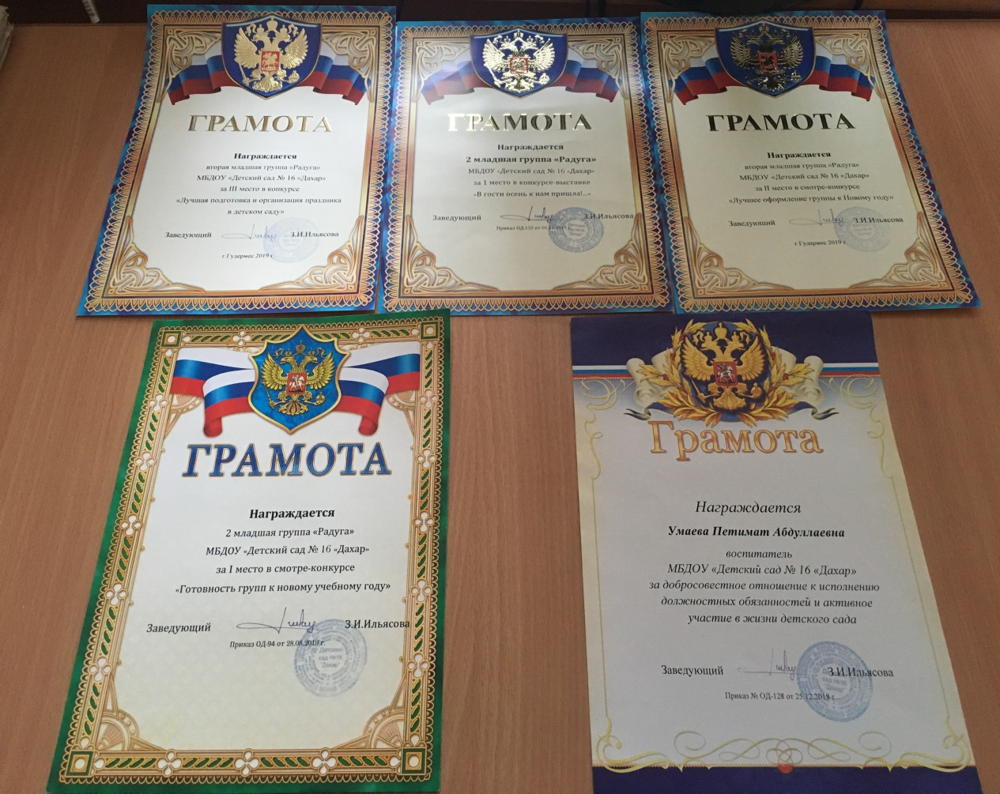 ГРАМОТА
Награждается
вторая младшая группа «Радуга»
МБДОУ «Детский сад № 16 «Дахар»
за III место в конкурсе
«Лучшая подготовка и организация праздника
в детском саду»
Заведующий З.И.Ильясова
г.Гудермес 2019 г.
ГРАМОТА
Награждается
2 младшая группа «Радуга»
МБДОУ «Детский сад № 16 «Дахар»
за 1 место в конкурсе-выставке
«В гости осень к нам пришла!...»
Заведующий З.И.Ильясова
Приказ от
ГРАМОТА
Награждается
вторая младшая группа «Радуга»
МБДОУ «Детский сад № 16 «Дахар»
за II место в смотре-конкурсе
«Лучшее оформление группы к Новому году»
Заведующий З.И.Ильясова
г.Гудермес 2019 г.
ГРАМОТА
Награждается
2 младшая группа «Радуга»
МБДОУ «Детский сад № 16 «Дахар»
за I место в смотре-конкурсе
«Готовность групп к новому учебному году»
Заведующий З.И.Ильясова
Приказ ОД-94 от 28.08.2019 г.
Грамота
Награждается
Умаева Петимат Абдуллаевна
воспитатель
МБДОУ «Детский сад № 16 «Дахар»
за добросовестное отношение к исполнению
должностных обязанностей и активное
участие в жизни детского сада
Заведующий З.И.Ильясова
Приказ № ОД-128 от 25.12.2018 г.